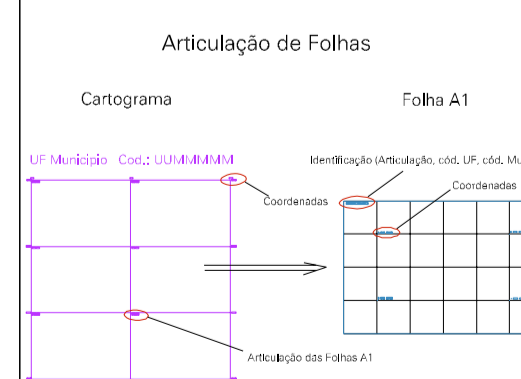 Articulação de Folhas
Cartograma
Folha A1
UF Municipio Cod.: UUMMMMM
Identificação (Articulação, cód. UF, cód. Mu
Coordenadas
Coordenadas
Articulação das Folhas A1